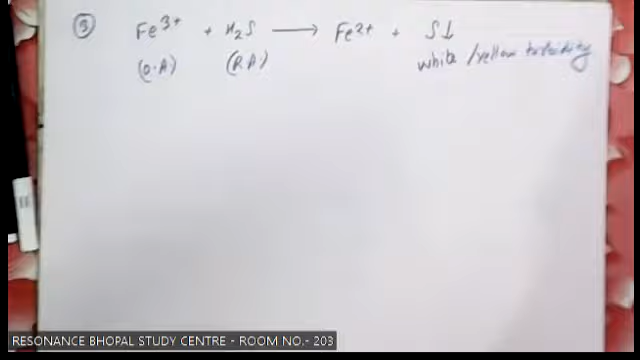 ③ Fe³⁺ + H₂S ⟶ Fe²⁺ + S↓
(O.A) (R.A) white/yellow turbidity
RESONANCE BHOPAL STUDY CENTRE - ROOM NO.- 203